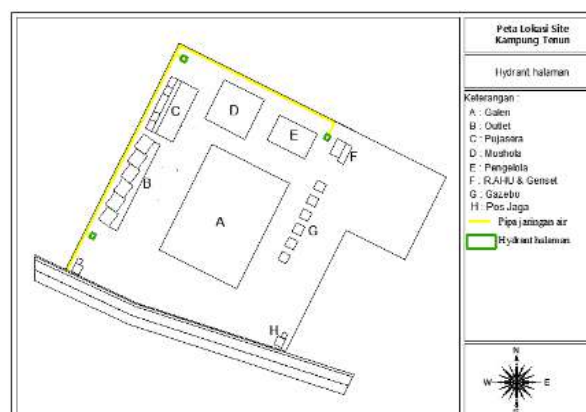 Peta Lokasi Site
Kampung Tenun
Hydrant halaman
Keterangan :
A : Galeri
B : Outlet
C : Pujasera
D : Mushola
E : Pengelola
F : R.AHU & Genset
G : Gazebo
H : Pos Jaga
Pipa jaringan air
Hydrant halaman
C
D
E
F
B
A
G
H
N
W
E
S